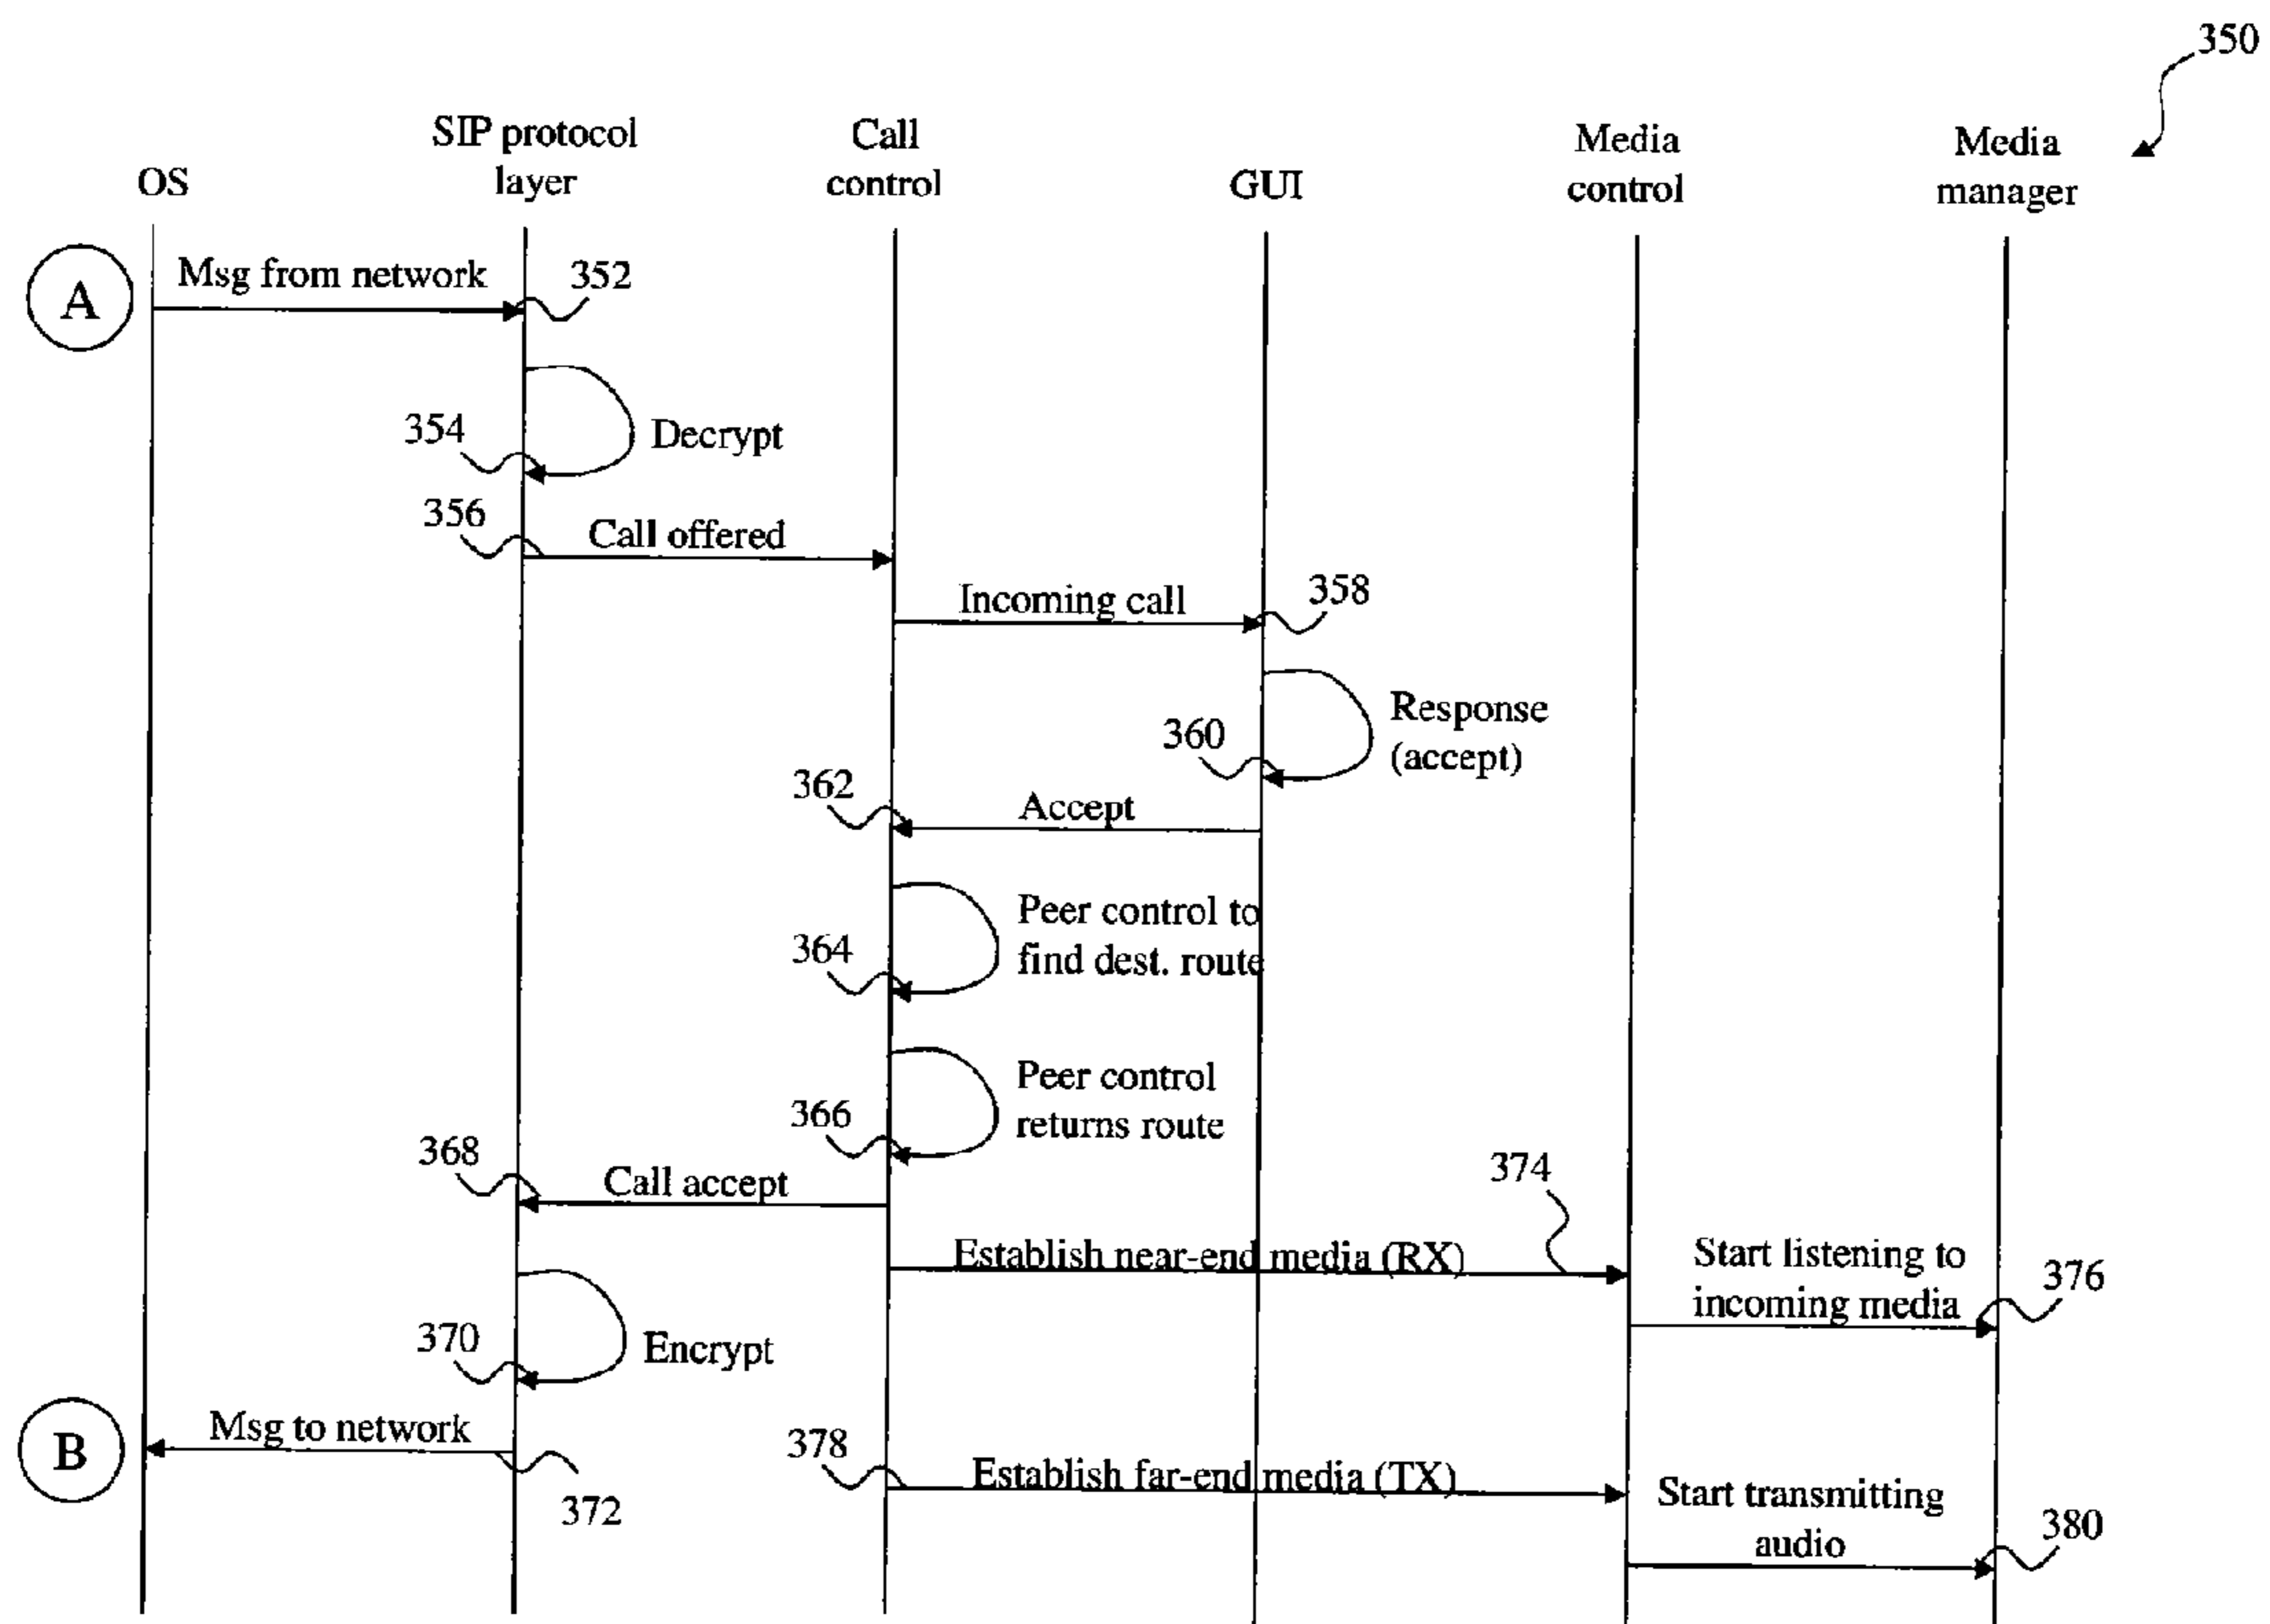 350
SIP protocol
layer
Call
control
Media
control
Media
manager
OS
GUI
A
Msg from network
352
354
Decrypt
356
Call offered
Incoming call
358
360
Response
(accept)
362
Accept
364
Peer control to
find dest. route
366
Peer control
returns route
368
Call accept
374
Establish near-end media (RX)
Start listening to
incoming media
376
370
Encrypt
B
Msg to network
372
378
Establish far-end media (TX)
Start transmitting
audio
380